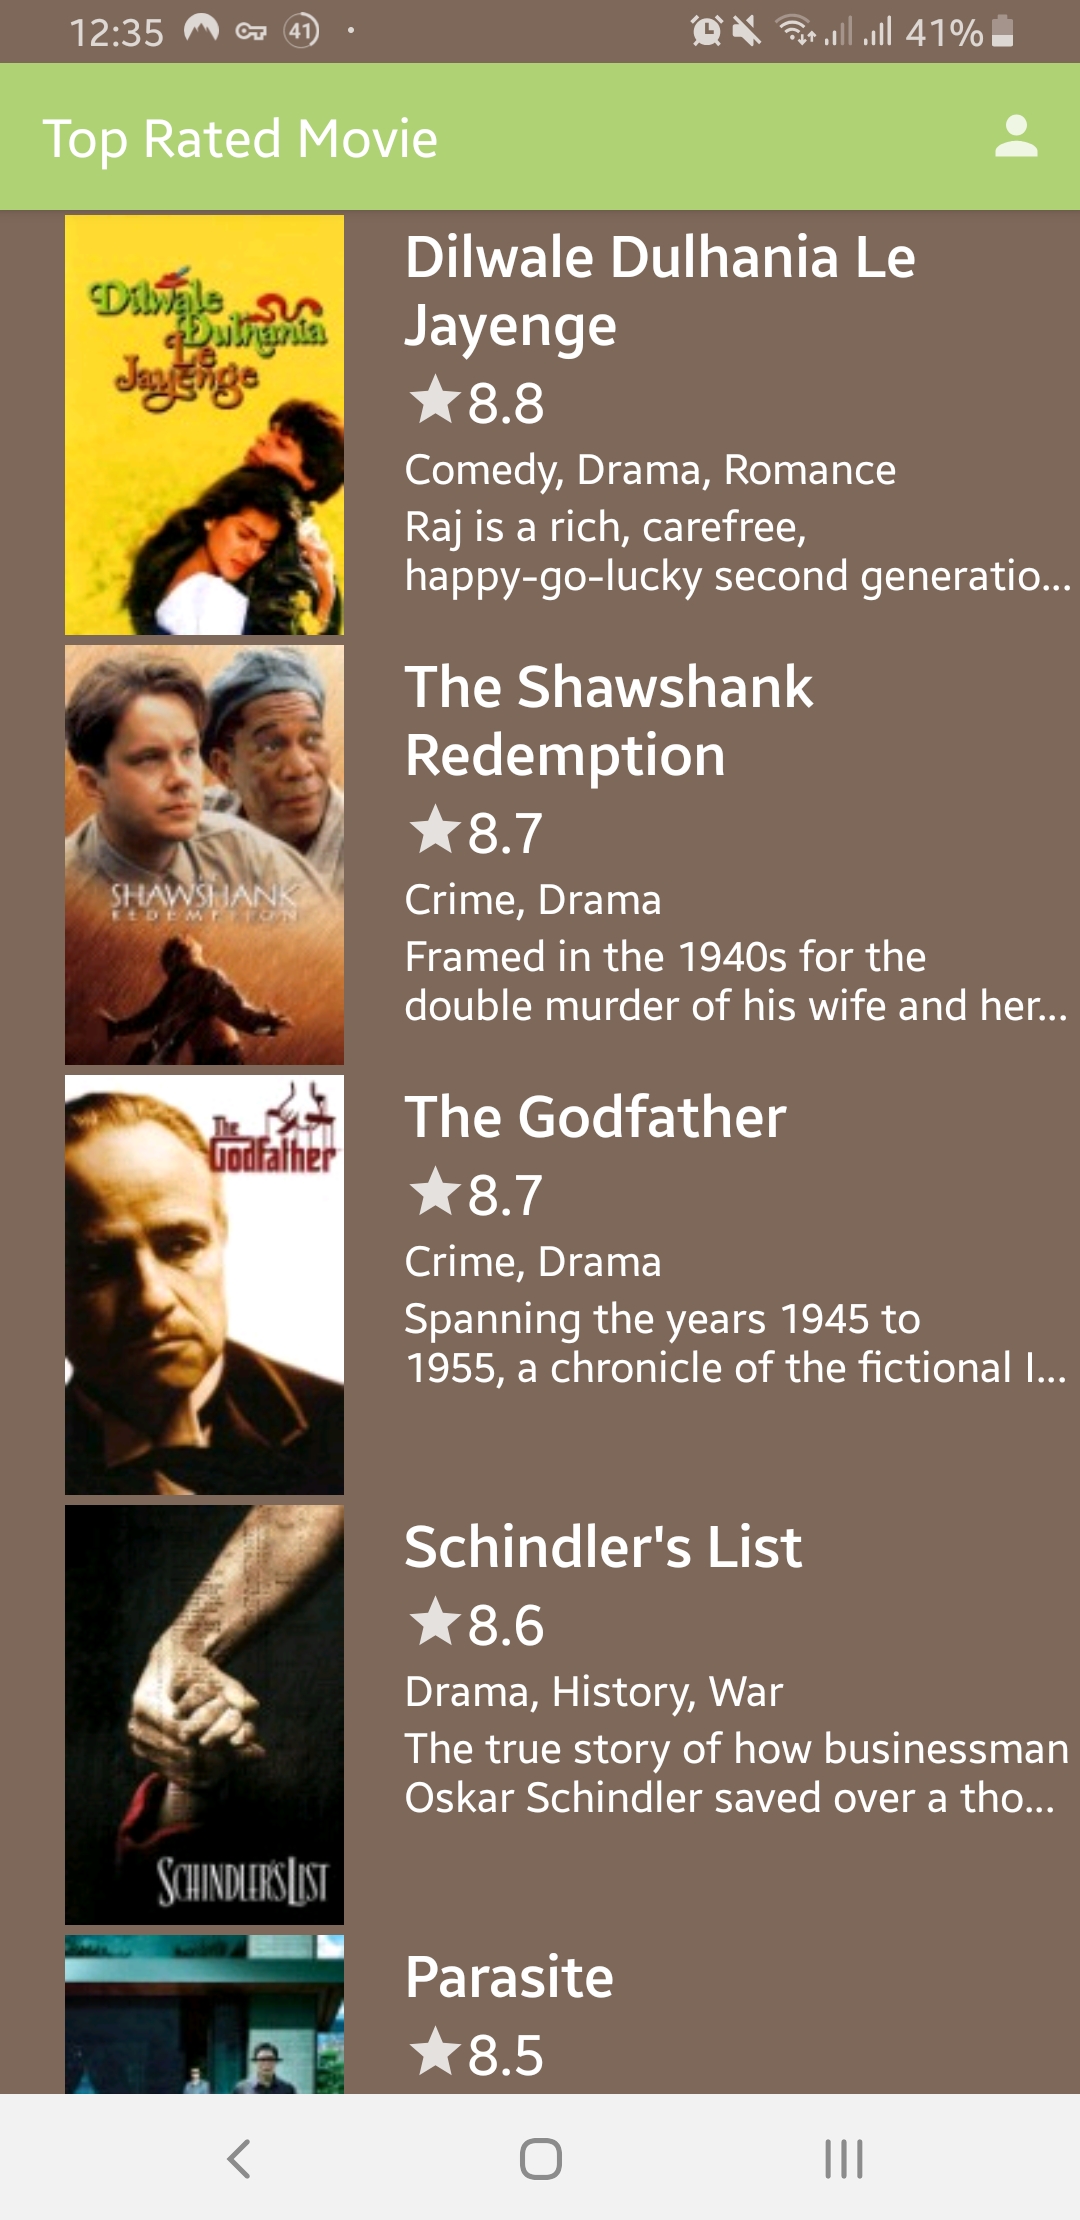 12:35 41 41%
Top Rated Movie
Dilwale
Dulhania
Le
Jayenge
Dilwale Dulhania Le
Jayenge
8.8
Comedy, Drama, Romance
Raj is a rich, carefree,
happy-go-lucky second generatio...
SHAWSHANK
REDEMPTION
The Shawshank
Redemption
8.7
Crime, Drama
Framed in the 1940s for the
double murder of his wife and her...
The
Godfather
The Godfather
8.7
Crime, Drama
Spanning the years 1945 to
1955, a chronicle of the fictional I...
SCHINDLER'S LIST
Schindler's List
8.6
Drama, History, War
The true story of how businessman
Oskar Schindler saved over a tho...
Parasite
8.5